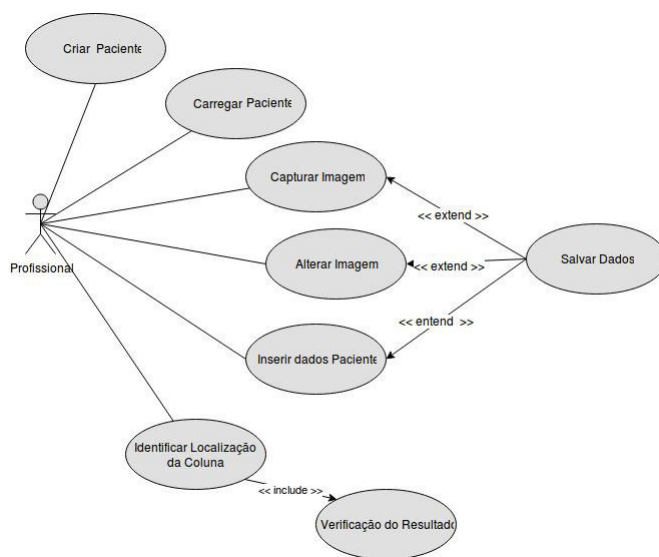 Criar Paciente
Carregar Paciente
Capturar Imagem
<< extend >>
Profissional
Alterar Imagem
<< extend >>
Salvar Dados
<< entend >>
Inserir dados Paciente
Identificar Localização
da Coluna
<< include >>
Verificação do Resultado